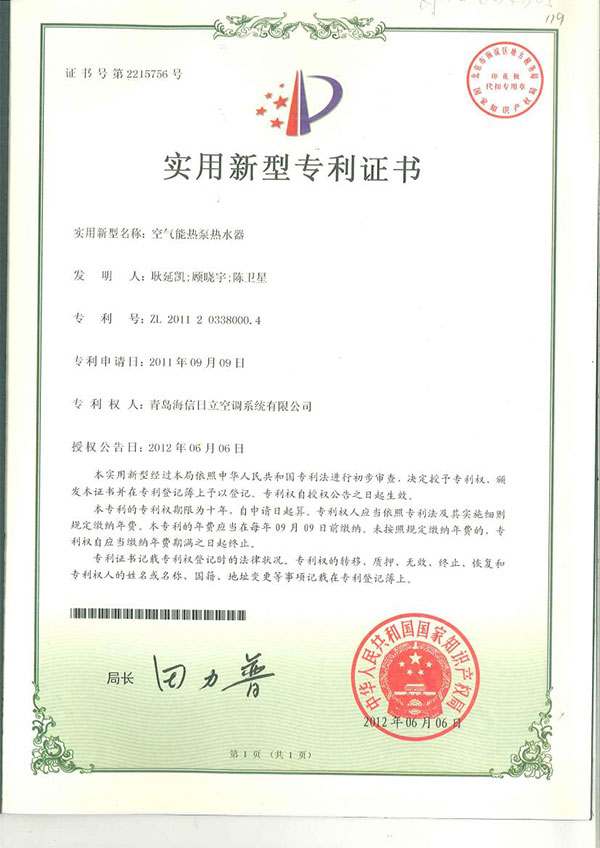 119
证书号第2215756号
北京市海淀区地方税务局
印花税
代扣专用章
国家知识产权局
实用新型专利证书
实用新型名称：空气能热泵热水器
发 明 人：耿延凯;顾晓宇;陈卫星
专 利 号：ZL 2011 2 0338000.4
专利申请日：2011年09月09日
专 利 权 人：青岛海信日立空调系统有限公司
授权公告日：2012年06月06日
本实用新型经过本局依照中华人民共和国专利法进行初步审查，决定授予专利权，颁
发本证书并在专利登记簿上予以登记。专利权自授权公告之日起生效。
本专利的专利权期限为十年，自申请日起算。专利权人应当依照专利法及其实施细则
规定缴纳年费。本专利的年费应当在每年09月09日前缴纳。未按照规定缴纳年费的，专
利权自应当缴纳年费期满之日起终止。
专利证书记载专利权登记时的法律状况。专利权的转移、质押、无效、终止、恢复和
专利权人的姓名或名称、国籍、地址变更等事项记载在专利登记簿上。
局长 田力普
中华人民共和国国家知识产权局
2012年06月06日
第1页（共1页）